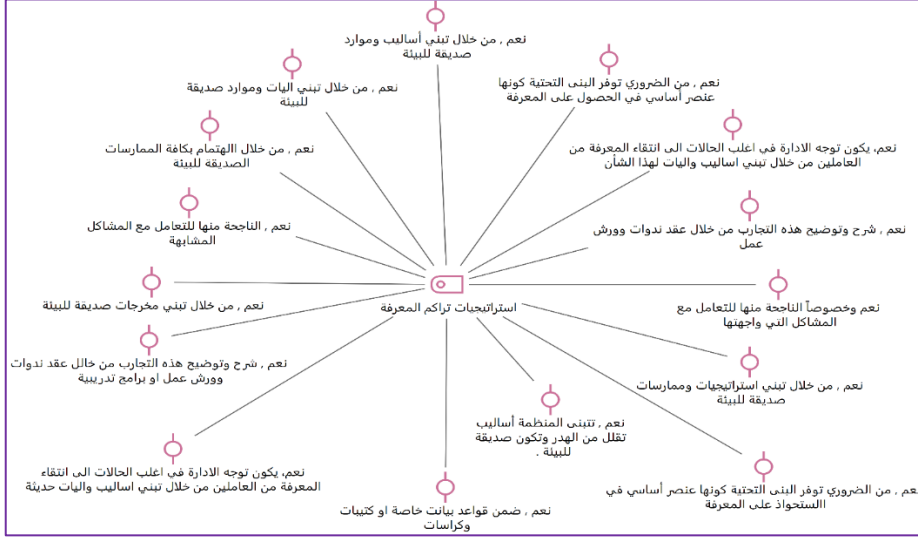 نعم , من خلال تبني أساليب وموارد
صديقة للبيئة
نعم , من الضروري توفر البنى التحتية كونها
عنصر أساسي في الحصول على المعرفة
نعم , من خلال تبني اليات وموارد صديقة
للبيئة
نعم، يكون توجه الادارة في اغلب الحالات الى انتقاء المعرفة من
العاملين من خلال تبني اساليب واليات لهذا الشأن
نعم , من خلال االهتمام بكافة الممارسات
الصديقة للبيئة
نعم , شرح وتوضيح هذه التجارب من خلال عقد ندوات وورش
عمل
نعم , الناجحة منها للتعامل مع المشاكل
المشابهة
نعم وخصوصاً الناجحة منها للتعامل مع
المشاكل التي واجهتها
استراتيجيات تراكم المعرفة
نعم , من خلال تبني مخرجات صديقة للبيئة
نعم , شرح وتوضيح هذه التجارب من خالل عقد ندوات
وورش عمل او برامج تدريبية
نعم , من خلال تبني استراتيجيات وممارسات
صديقة للبيئة
نعم , تتبنى المنظمة أساليب
تقلل من الهدر وتكون صديقة
للبيئة .
نعم، يكون توجه الادارة في اغلب الحالات الى انتقاء
المعرفة من العاملين من خلال تبني اساليب واليات حديثة
نعم , من الضروري توفر البنى التحتية كونها عنصر أساسي في
االستحواذ على المعرفة
نعم , ضمن قواعد بيانت خاصة او كتيبات
وكراسات